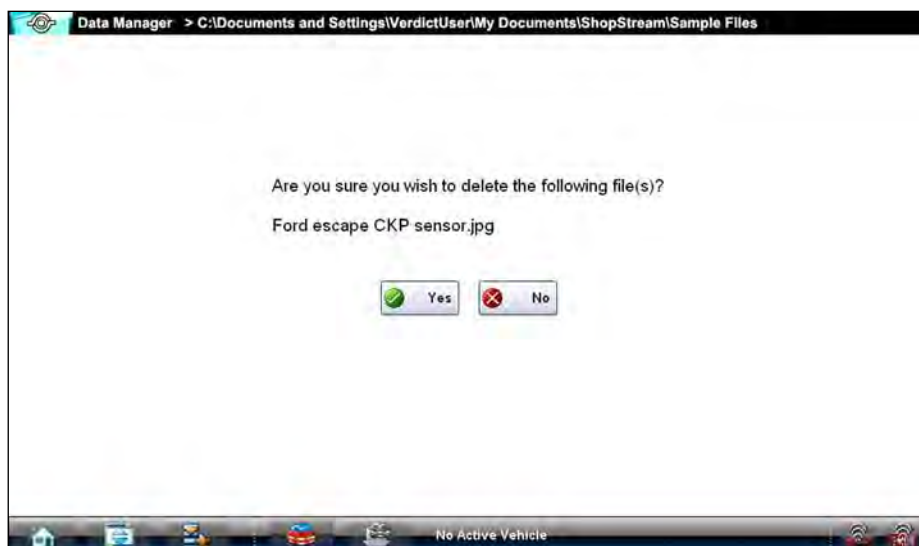 Data Manager > C:\Documents and Settings\VerdictUser\My Documents\ShopStream\Sample Files
Are you sure you wish to delete the following file(s)?
Ford escape CKP sensor.jpg
Yes No
No Active Vehicle